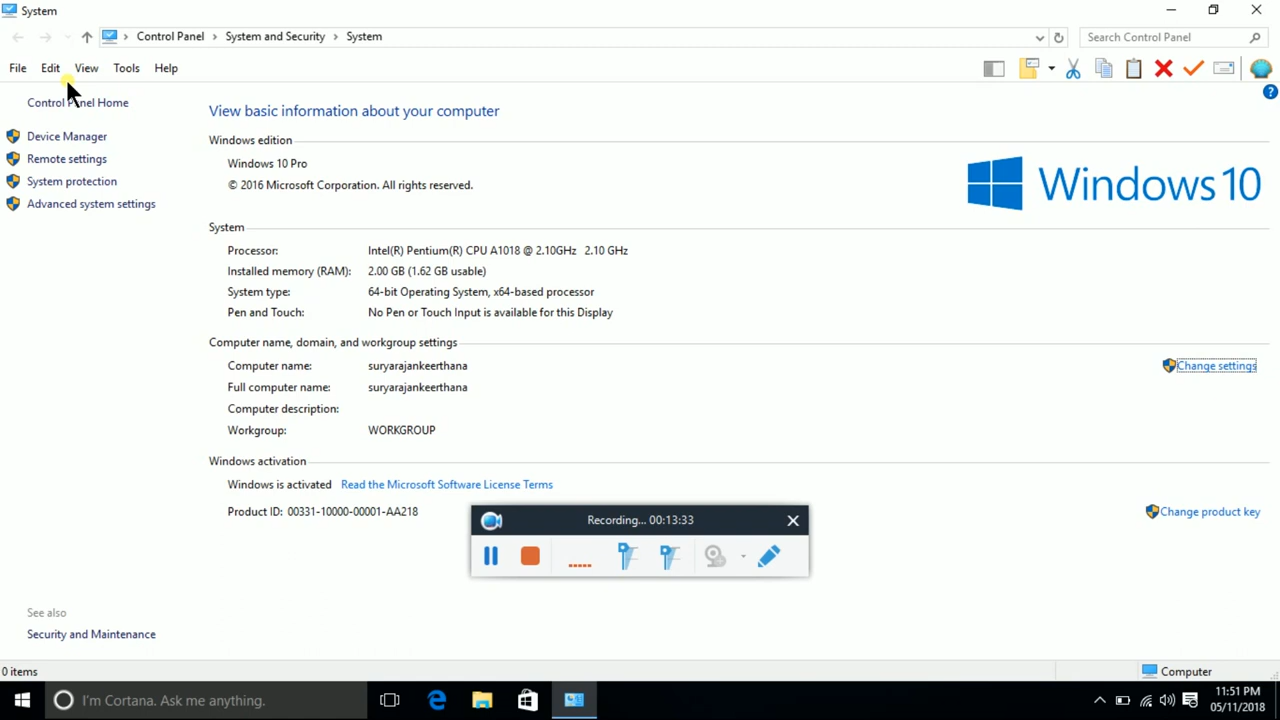 System
Control Panel › System and Security › System
Search Control Panel
File Edit View Tools Help
Control Panel Home
Device Manager
Remote settings
System protection
Advanced system settings
View basic information about your computer
Windows edition
Windows 10 Pro
© 2016 Microsoft Corporation. All rights reserved.
Windows 10
System
Processor: Intel(R) Pentium(R) CPU A1018 @ 2.10GHz 2.10 GHz
Installed memory (RAM): 2.00 GB (1.62 GB usable)
System type: 64-bit Operating System, x64-based processor
Pen and Touch: No Pen or Touch Input is available for this Display
Computer name, domain, and workgroup settings
Computer name: suryarajankeerthana
Change settings
Full computer name: suryarajankeerthana
Computer description:
Workgroup: WORKGROUP
Windows activation
Windows is activated Read the Microsoft Software License Terms
Product ID: 00331-10000-00001-AA218
Change product key
Recording... 00:13:33
See also
Security and Maintenance
0 items
Computer
I'm Cortana. Ask me anything.
11:51 PM
05/11/2018